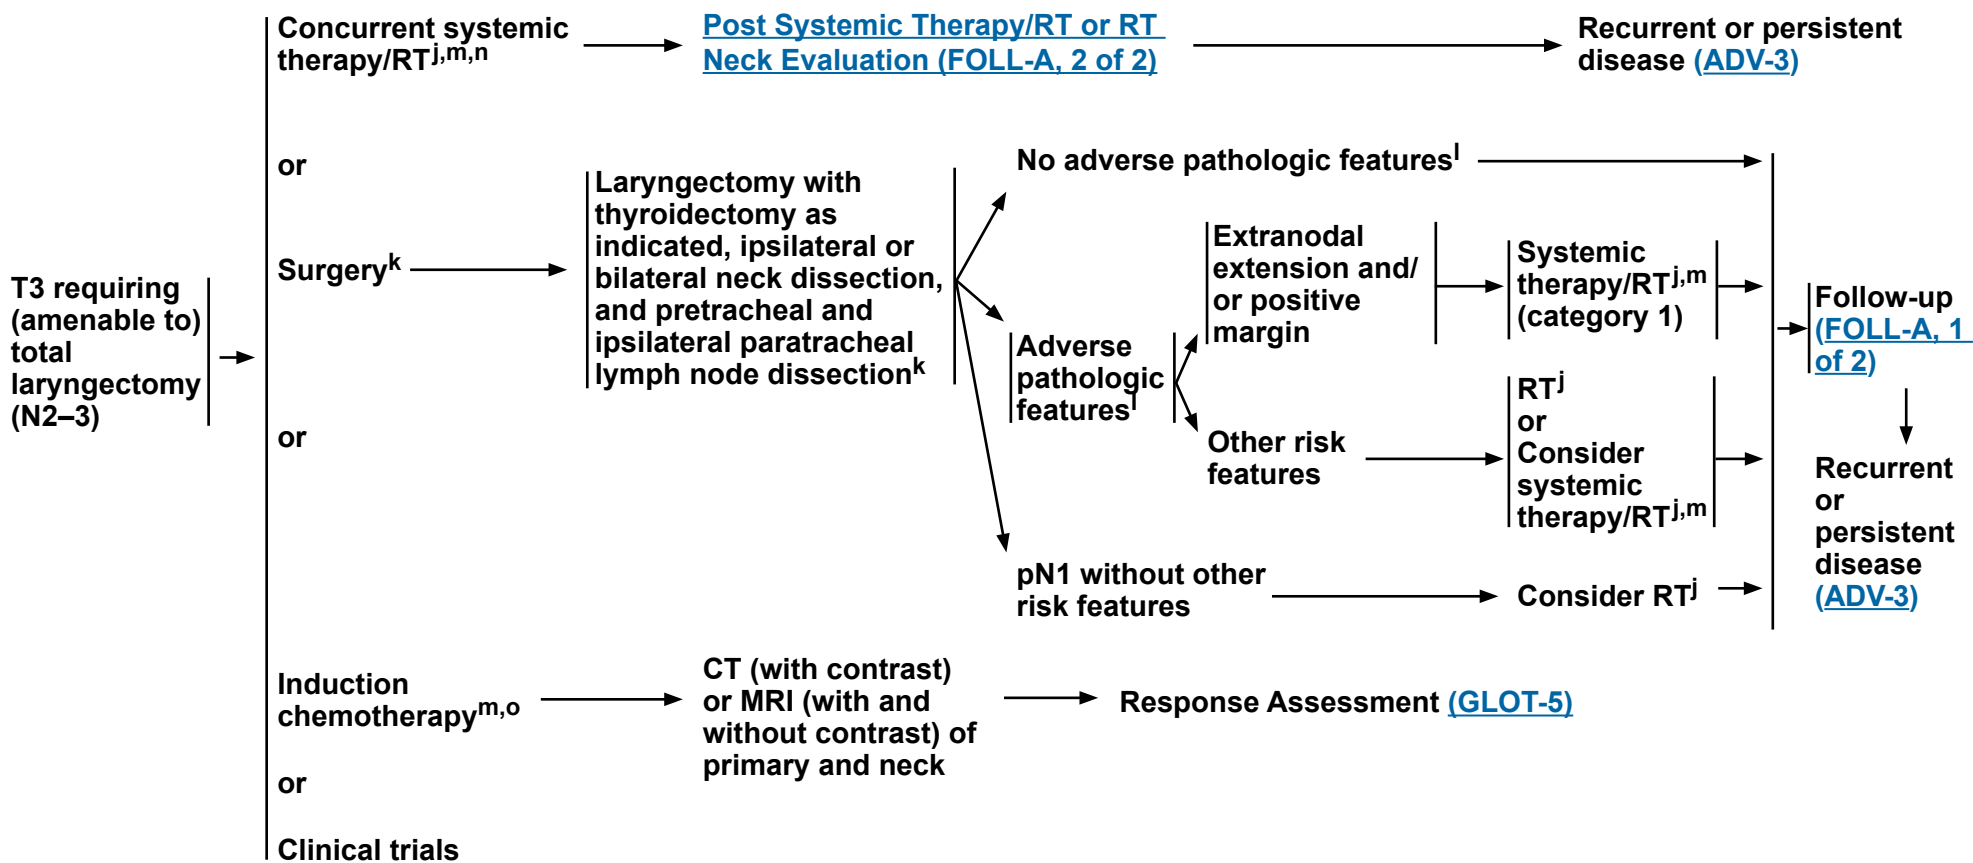 T3 requiring
(amenable to)
total
laryngectomy
(N2–3)
Concurrent systemic
therapy/RTj,m,n
Post Systemic Therapy/RT or RT
Neck Evaluation (FOLL-A, 2 of 2)
Recurrent or persistent
disease (ADV-3)
or
Surgeryk
Laryngectomy with
thyroidectomy as
indicated, ipsilateral or
bilateral neck dissection,
and pretracheal and
ipsilateral paratracheal
lymph node dissectionk
No adverse pathologic featuresl
Adverse
pathologic
featuresl
Extranodal
extension and/
or positive
margin
Systemic
therapy/RTj,m
(category 1)
Other risk
features
RTj
or
Consider
systemic
therapy/RTj,m
pN1 without other
risk features
Consider RTj
Follow-up
(FOLL-A, 1
of 2)
Recurrent
or
persistent
disease
(ADV-3)
or
Induction
chemotherapym,o
CT (with contrast)
or MRI (with and
without contrast) of
primary and neck
Response Assessment (GLOT-5)
or
Clinical trials